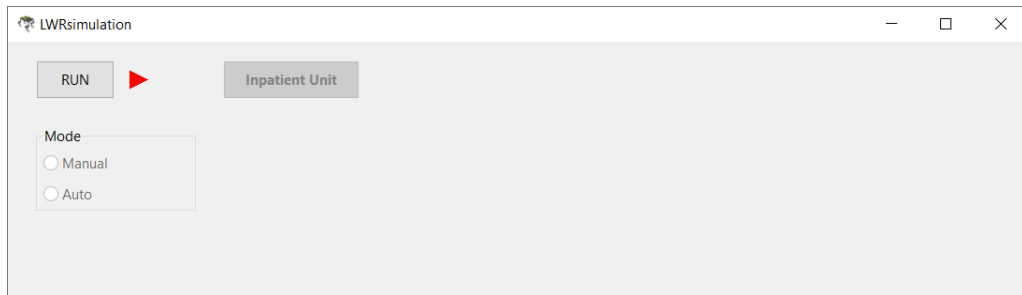 LWRsimulation
RUN
Inpatient Unit
Mode
Manual
Auto